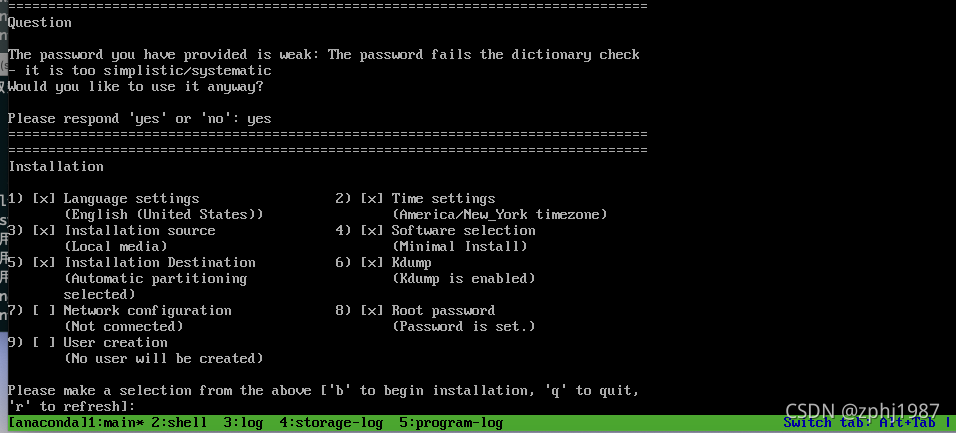 ================================================================================
Question
The password you have provided is weak: The password fails the dictionary check
- it is too simplistic/systematic
Would you like to use it anyway?
Please respond 'yes' or 'no': yes
================================================================================
================================================================================
Installation
1) [x] Language settings 2) [x] Time settings
(English (United States)) (America/New_York timezone)
3) [x] Installation source 4) [x] Software selection
(Local media) (Minimal Install)
5) [x] Installation Destination 6) [x] Kdump
(Automatic partitioning (Kdump is enabled)
selected)
7) [ ] Network configuration 8) [x] Root password
(Not connected) (Password is set.)
9) [ ] User creation
(No user will be created)
Please make a selection from the above ['b' to begin installation, 'q' to quit,
'r' to refresh]:
[anaconda]1:main* 2:shell 3:log 4:storage-log 5:program-log Switch tab: Alt+Tab |
CSDN @zphj1987